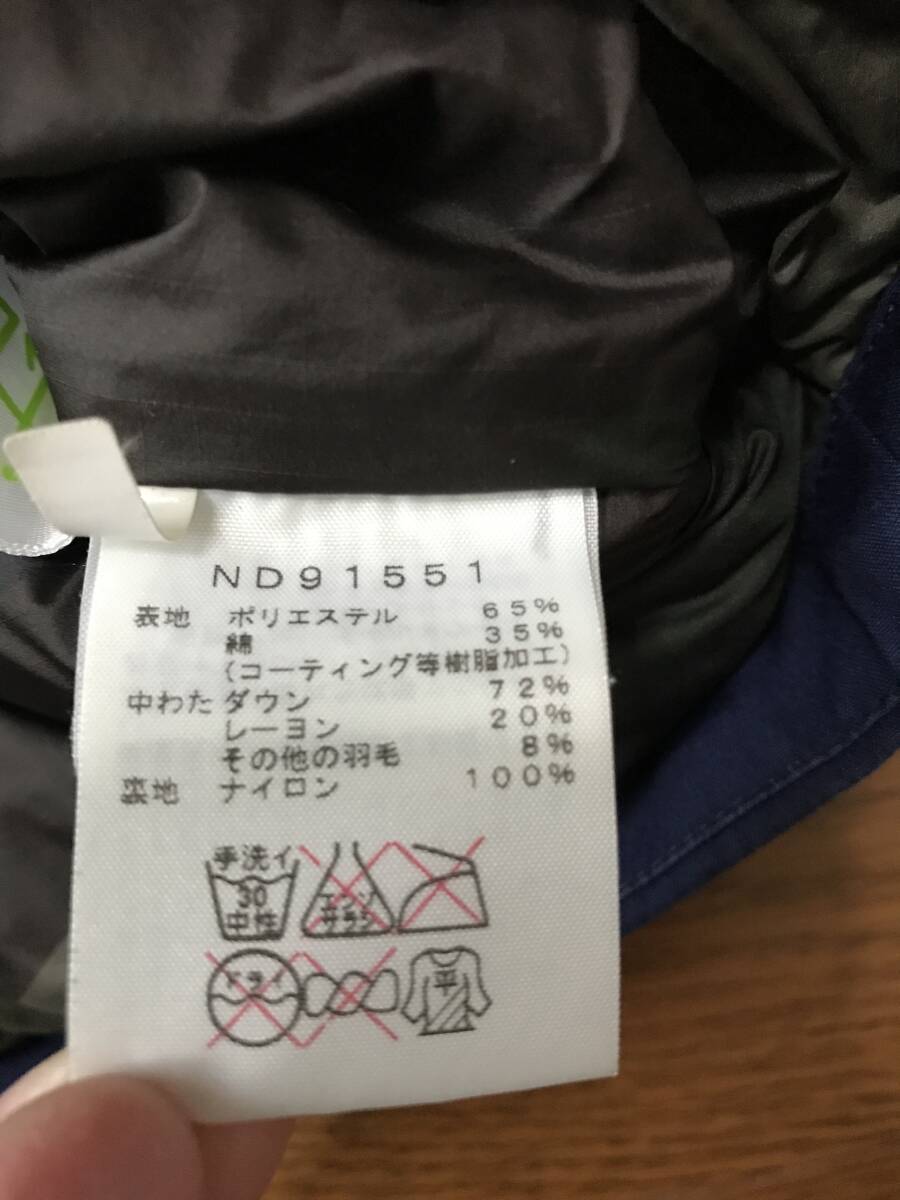 ND91551
表地 ポリエステル 65%
綿 35%
(コーティング等樹脂加工)
中わた ダウン 72%
レーヨン 20%
その他の羽毛 8%
裏地 ナイロン 100%
手洗イ
30
中性
エンソ
サラシ
ドライ
平